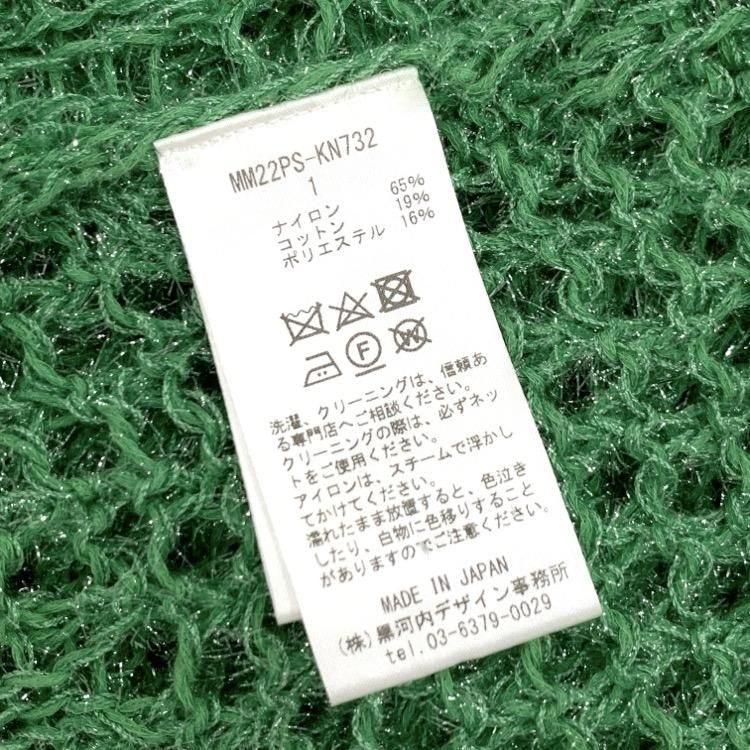 MM22PS-KN732
1
ナイロン 65%
コットン 19%
ポリエステル 16%
F W
洗濯、クリーニングは、信頼あ
る専門店へご相談ください。
クリーニングの際は、必ずネッ
トをご使用ください。
アイロンは、スチームで浮かし
てかけてください。
濡れたまま放置すると、色泣き
したり、白物に色移りすること
がありますのでご注意ください。
MADE IN JAPAN
(株)黒河内デザイン事務所
tel.03-6379-0029